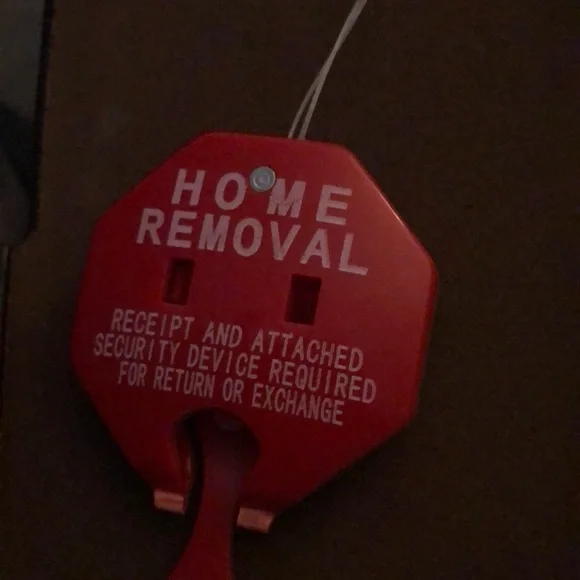 HOME
REMOVAL
RECEIPT AND ATTACHED
SECURITY DEVICE REQUIRED
FOR RETURN OR EXCHANGE